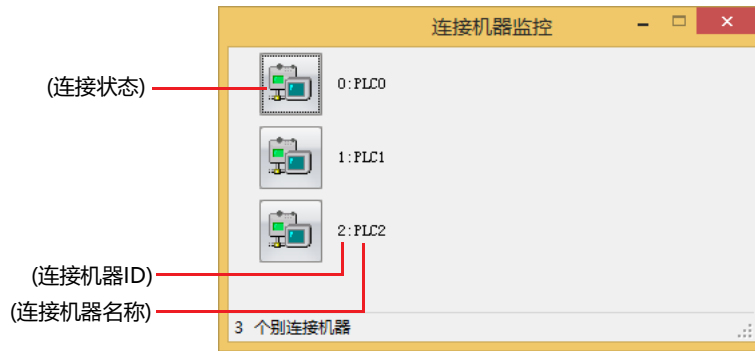 连接机器监控
(连接状态)
0:PLC0
1:PLC1
2:PLC2
(连接机器ID)
(连接机器名称)
3 个别连接机器